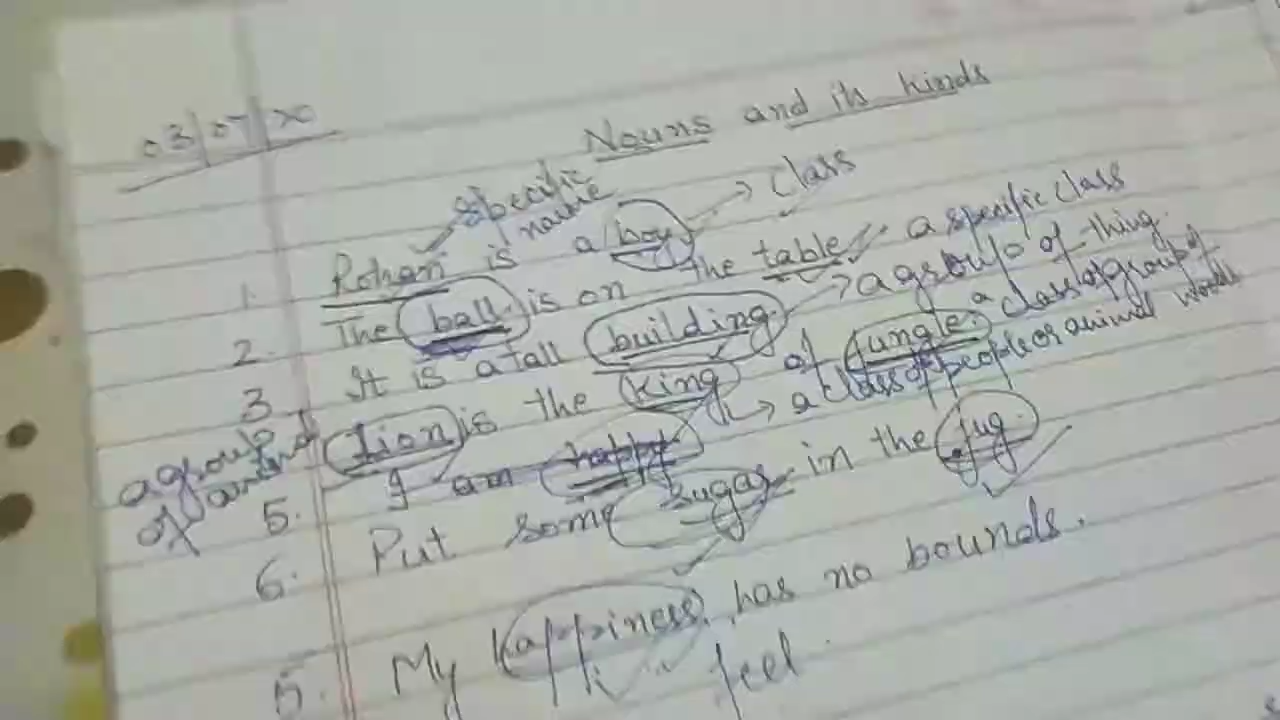 03/07/20
Nouns and its kinds
specific name
class
1. Rohan is a boy
2. The ball is on the table. a specific class
3. It is a tall building. a group of thing.
Lion is the king of jungle. a class of group of
a group of animal
a class of people or animal world
5. I am happy
6. Put some sugar in the jug.
5. My happiness has no bounds.
feel